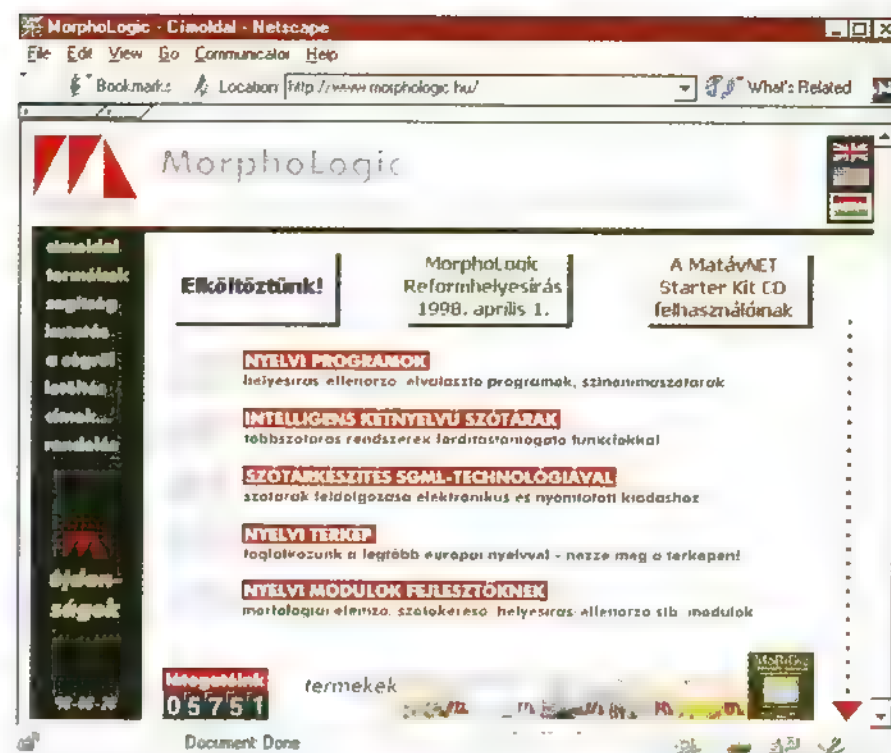 MorphoLogic - Címoldal - Netscape
File Edit View Go Communicator Help
Bookmarks Location: http://www.morphologic.hu/ What's Related
MorphoLogic
címoldal
termékek
segítség
a cégről
rendelés
újdon-
ságok
Elköltöztünk!
MorphoLogic
Reformhelyesírás
1998. április 1.
A MatávNET
Starter Kit CD
felhasználóinak
NYELVI PROGRAMOK
helyesírás-ellenőrző, elválasztó programok, szinonimaszótárak
INTELLIGENS KÉTNYELVŰ SZÓTÁRAK
többszótáras rendszerek fordítástámogató funkciókkal
SZÓTÁRKÉSZÍTÉS SGML-TECHNOLÓGIÁVAL
szótárak feldolgozása elektronikus és nyomtatott kiadáshoz
NYELVI TÉRKÉP
foglalkozunk a legtöbb európai nyelvvel - nézze meg a térképen!
NYELVI MODULOK FEJLESZTŐKNEK
morfológiai elemző, szótőkereső, helyesírás-ellenőrző stb. modulok
látogatóink
05751
termékek
Document: Done